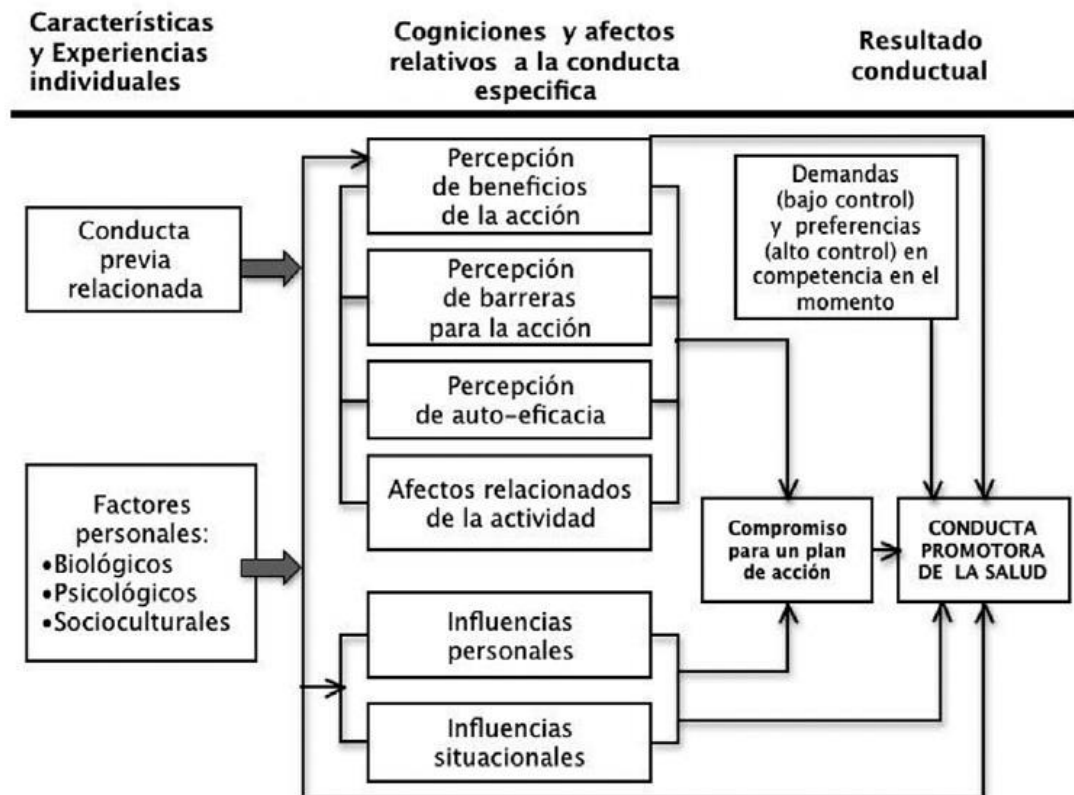 Características
y Experiencias
individuales
Cogniciones y afectos
relativos a la conducta
especifica
Resultado
conductual
Conducta
previa
relacionada
Factores
personales:
•Biológicos
•Psicológicos
•Socioculturales
Percepción
de beneficios
de la acción
Percepción
de barreras
para la acción
Percepción
de auto-eficacia
Afectos relacionados
de la actividad
Influencias
personales
Influencias
situacionales
Demandas
(bajo control)
y preferencias
(alto control) en
competencia en el
momento
Compromiso
para un plan
de acción
CONDUCTA
PROMOTORA
DE LA SALUD